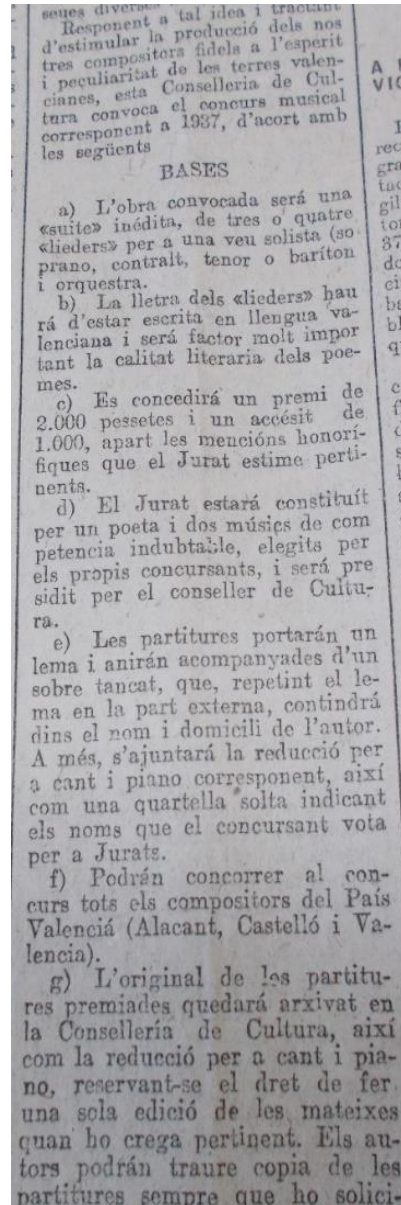 seues diverses
Responent a tal idea i tractant
d'estimular la producció dels nos
tres compositors fidels a l'esperit
i peculiaritat de les terres valen-
cianes, esta Conselleria de Cul-
tura convoca el concurs musical
corresponent a 1937, d'acort amb
les següents
BASES
a) L'obra convocada será una
«suite» inédita, de tres o quatre
«lieders» per a una veu solista (so
prano, contralt, tenor o baríton
i orquestra.
b) La lletra dels «lieders» hau
rá d'estar escrita en llengua va-
lenciana i será factor molt impor
tant la calitat literaria dels poe-
mes.
c) Es concedirá un premi de
2.000 pessetes i un accésit de
1.000, apart les mencións honorí-
fiques que el Jurat estime perti-
nents.
d) El Jurat estará constituít
per un poeta i dos músics de com
petencia indubtable, elegits per
els propis concursants, i será pre
sidit per el conseller de Cultu-
ra.
e) Les partitures portarán un
lema i anirán acompanyades d'un
sobre tancat, que, repetint el le-
ma en la part externa, contindrá
dins el nom i domicili de l'autor.
A més, s'ajuntará la reducció per
a cant i piano corresponent, així
com una quartella solta indicant
els noms que el concursant vota
per a Jurats.
f) Podrán concorrer al con-
curs tots els compositors del País
Valenciá (Alacant, Castelló i Va-
lencia).
g) L'original de les partitu-
res premiades quedará arxivat en
la Consellería de Cultura, així
com la reducció per a cant i pia-
no, reservant-se el dret de fer
una sola edició de les mateixes
quan ho crega pertinent. Els au-
tors podrán traure copia de les
partitures sempre que ho solici-